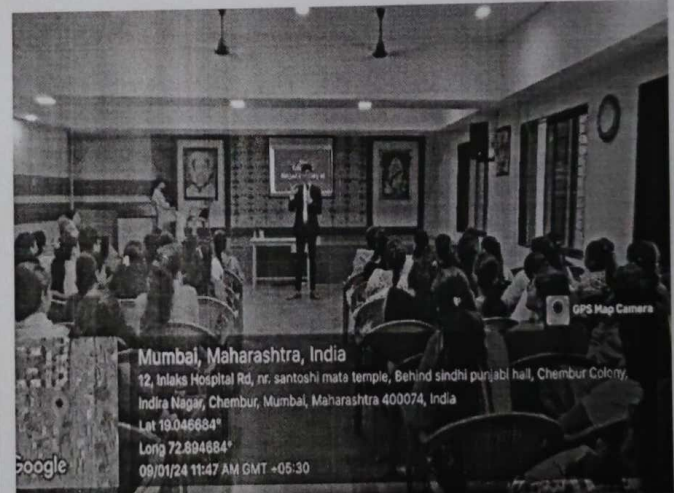 GPS Map Camera
Mumbai, Maharashtra, India
12, Inlaks Hospital Rd, nr. santoshi mata temple, Behind sindhi punjabi hall, Chembur Colony,
Indira Nagar, Chembur, Mumbai, Maharashtra 400074, India
Lat 19.046684°
Long 72.894684°
09/01/24 11:47 AM GMT +05:30
Google